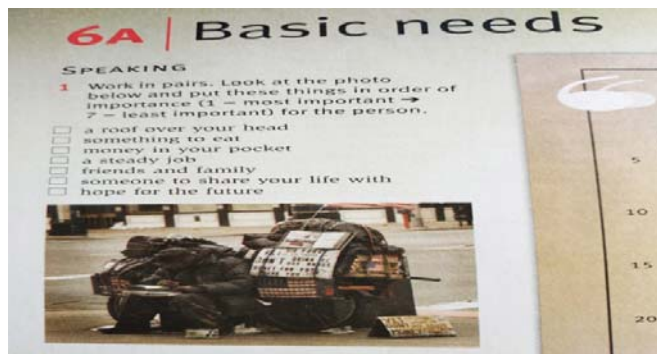 6A | Basic needs
SPEAKING
1 Work in pairs. Look at the photo
below and put these things in order of
importance (1 – most important →
7 – least important) for the person.
a roof over your head
something to eat
money in your pocket
a steady job
friends and family
someone to share your life with
hope for the future
5
10
15
20